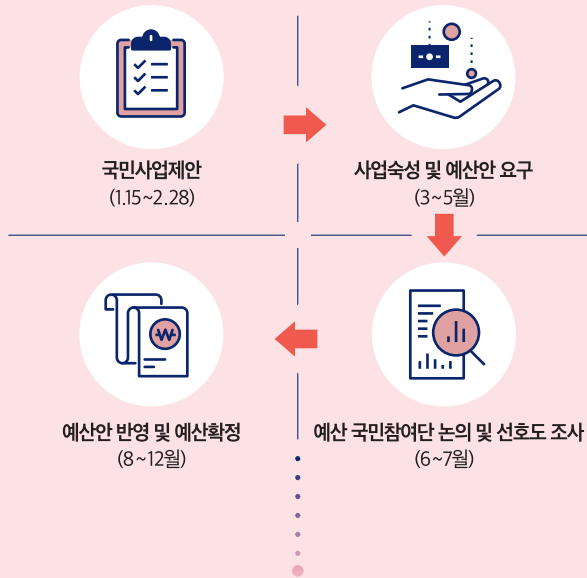 국민사업제안
(1.15~2.28)
사업숙성 및 예산안 요구
(3~5월)
예산 국민참여단 논의 및 선호도 조사
(6~7월)
예산안 반영 및 예산확정
(8~12월)